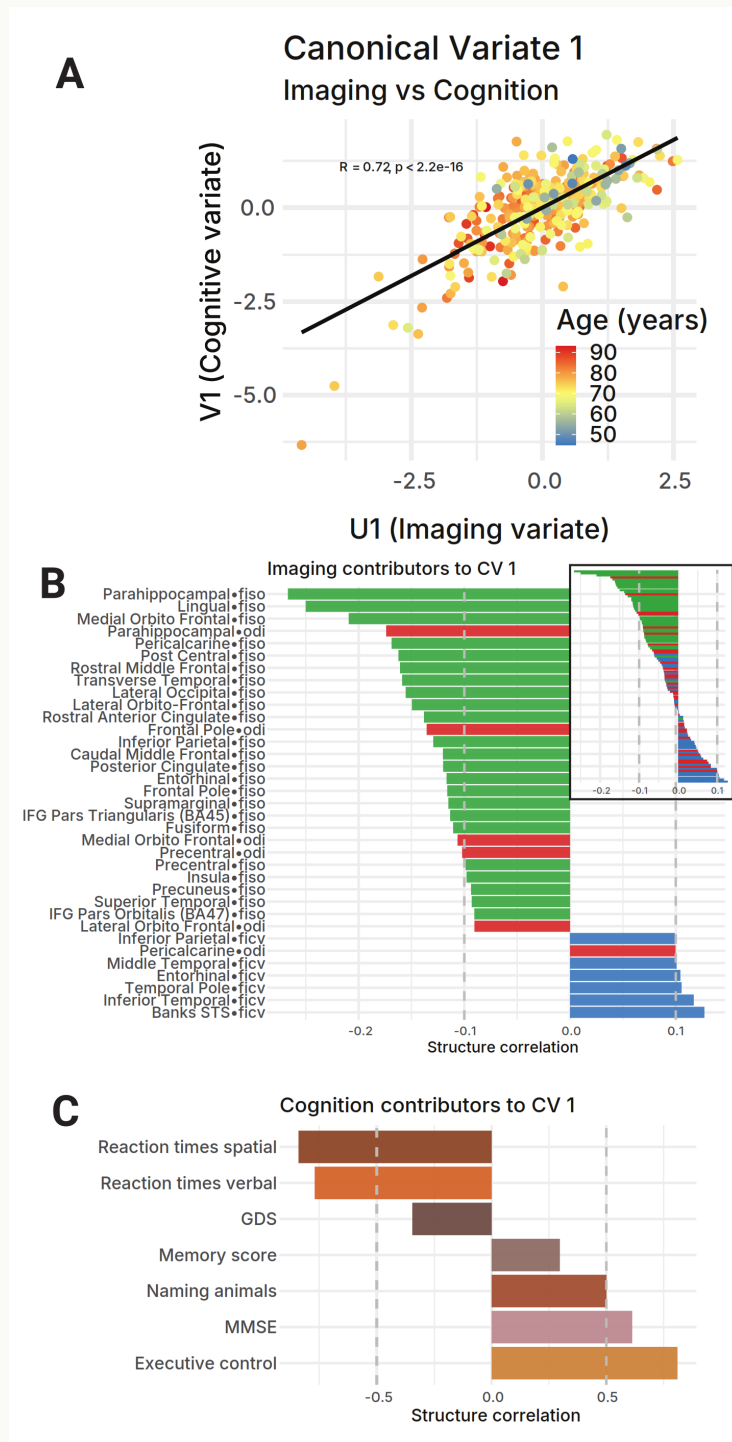 A
Canonical Variate 1
Imaging vs Cognition
R = 0.72, p < 2.2e-16
V1 (Cognitive variate)
0.0
-2.5
-5.0
Age (years)
90
80
70
60
50
-2.5
0.0
2.5
U1 (Imaging variate)
B
Imaging contributors to CV 1
Parahippocampal•fiso
Lingual•fiso
Medial Orbito Frontal•fiso
Parahippocampal•odi
Pericalcarine•fiso
Post Central•fiso
Rostral Middle Frontal•fiso
Transverse Temporal•fiso
Lateral Occipital•fiso
Lateral Orbito-Frontal•fiso
Rostral Anterior Cingulate•fiso
Frontal Pole•odi
Inferior Parietal•fiso
Caudal Middle Frontal•fiso
Posterior Cingulate•fiso
Entorhinal•fiso
Frontal Pole•fiso
Supramarginal•fiso
IFG Pars Triangularis (BA45)•fiso
Fusiform•fiso
Medial Orbito Frontal•odi
Precentral•odi
Precentral•fiso
Insula•fiso
Precuneus•fiso
Superior Temporal•fiso
IFG Pars Orbitalis (BA47)•fiso
Lateral Orbito Frontal•odi
Inferior Parietal•ficv
Pericalcarine•odi
Middle Temporal•ficv
Entorhinal•ficv
Temporal Pole•ficv
Inferior Temporal•ficv
Banks STS•ficv
-0.2 -0.1 0.0 0.1
-0.2 -0.1 0.0 0.1
Structure correlation
C
Cognition contributors to CV 1
Reaction times spatial
Reaction times verbal
GDS
Memory score
Naming animals
MMSE
Executive control
-0.5 0.0 0.5
Structure correlation